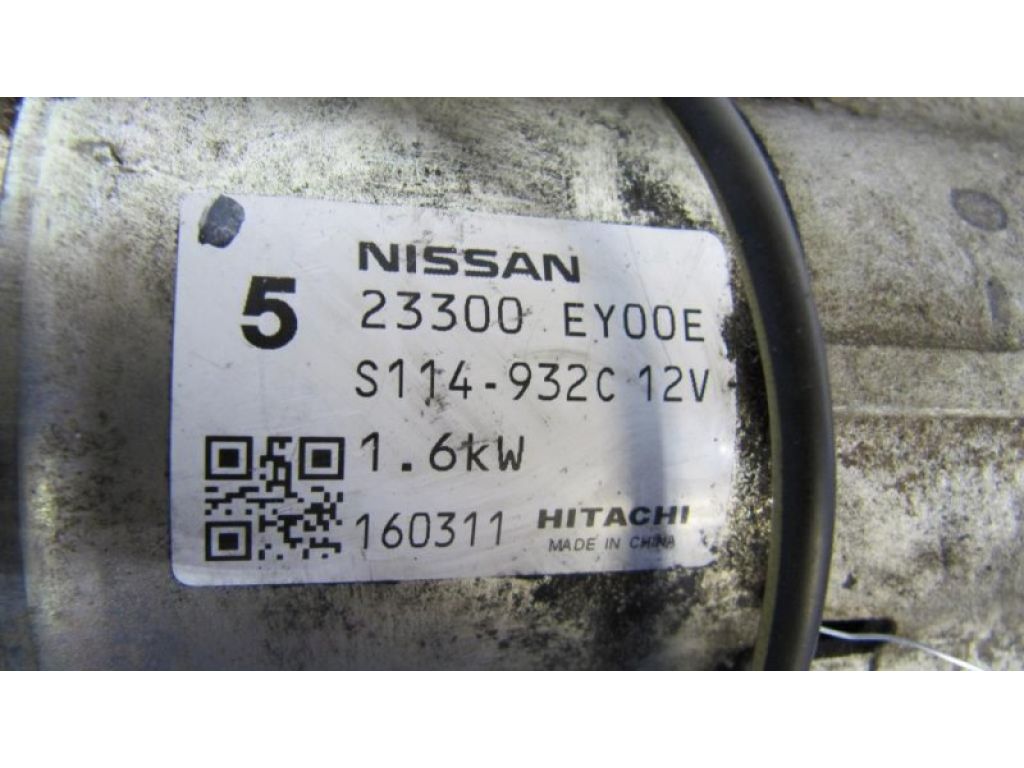 NISSAN
5
23300 EY00E
S114-932C 12V
1.6kW
160311 HITACHI
MADE IN CHINA